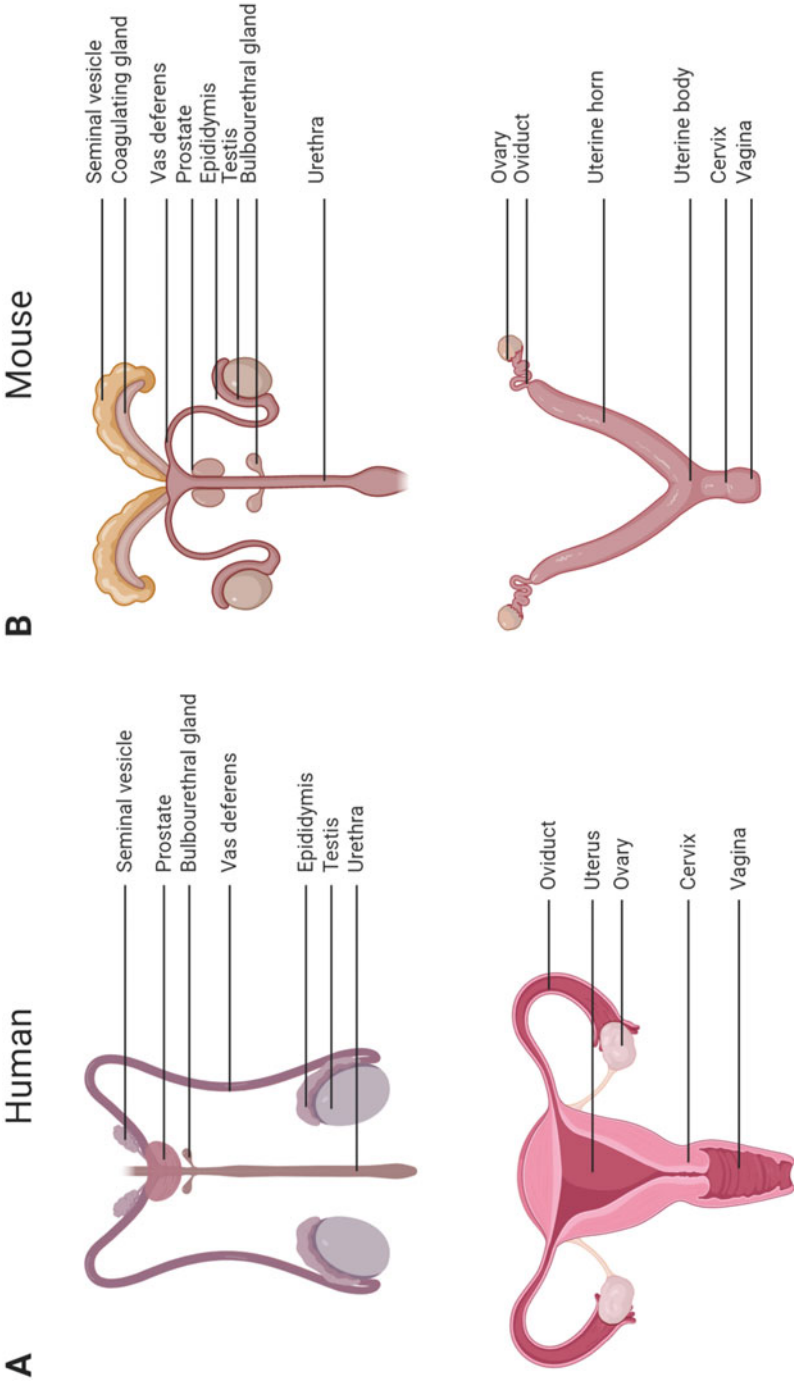 A
Human
Seminal vesicle
Prostate
Bulbourethral gland
Vas deferens
Epididymis
Testis
Urethra
Oviduct
Uterus
Ovary
Cervix
Vagina
B
Mouse
Seminal vesicle
Coagulating gland
Vas deferens
Prostate
Epididymis
Testis
Bulbourethral gland
Urethra
Ovary
Oviduct
Uterine horn
Uterine body
Cervix
Vagina